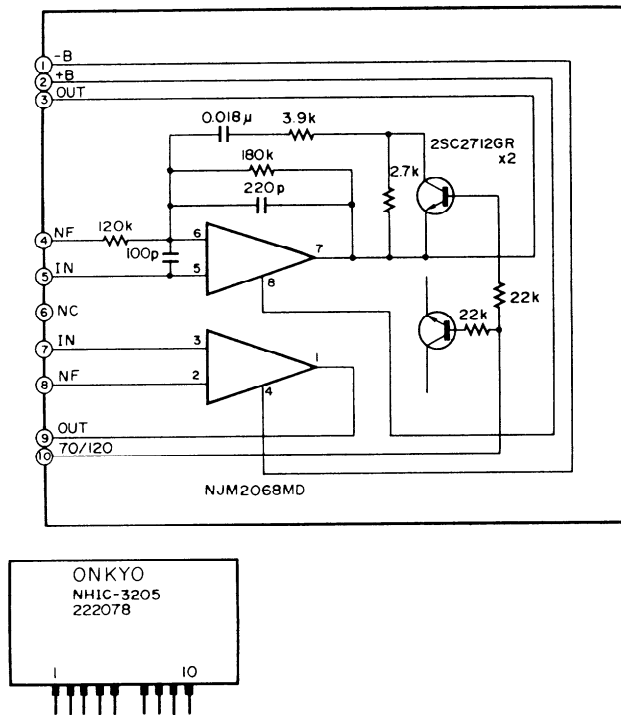 1 -B
2 +B
3 OUT
0.018μ 3.9k
2SC2712GR
x2
180k
2.7k
220p
4 NF 120k 6
100p
7
5 IN 5
8
6 NC
22k
22k
7 IN 3
1
8 NF 2
4
9 OUT
10 70/120
NJM2068MD
ONKYO
NHIC-3205
222078
1 10